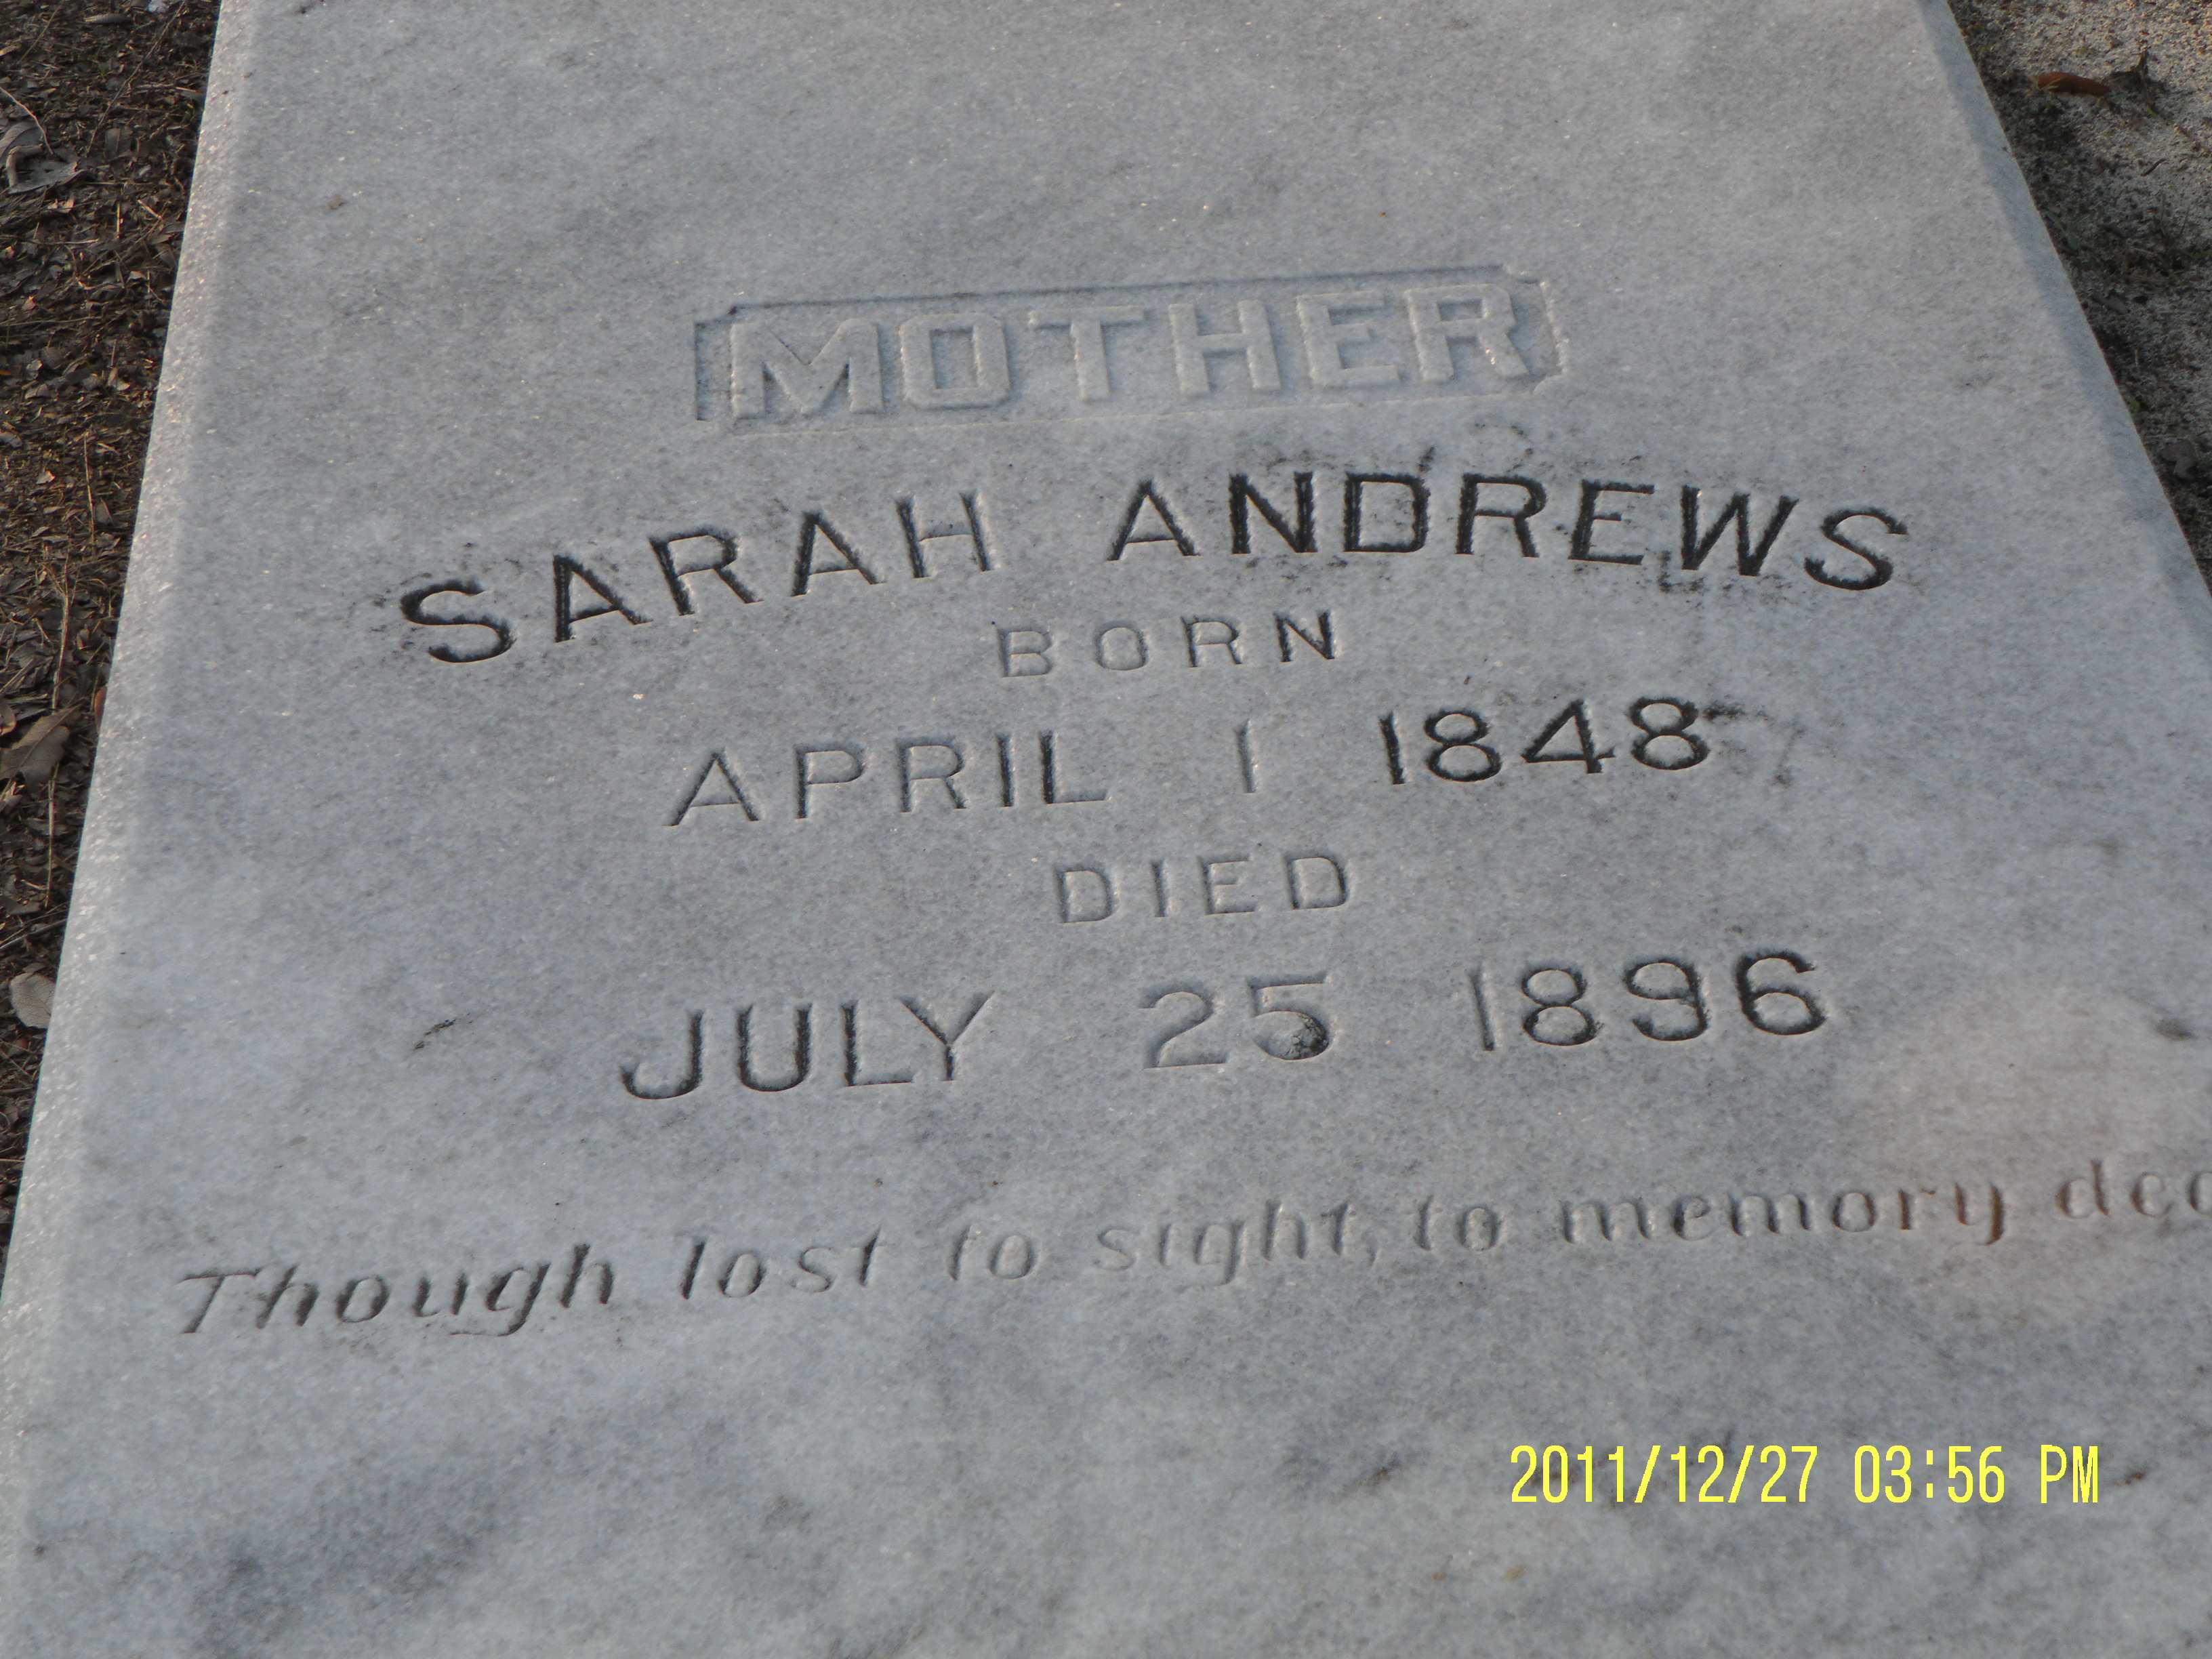 MOTHER
SARAH ANDREWS
BORN
APRIL 1 1848
DIED
JULY 25 1896
Though lost to sight, to memory
2011/12/27 03:56 PM